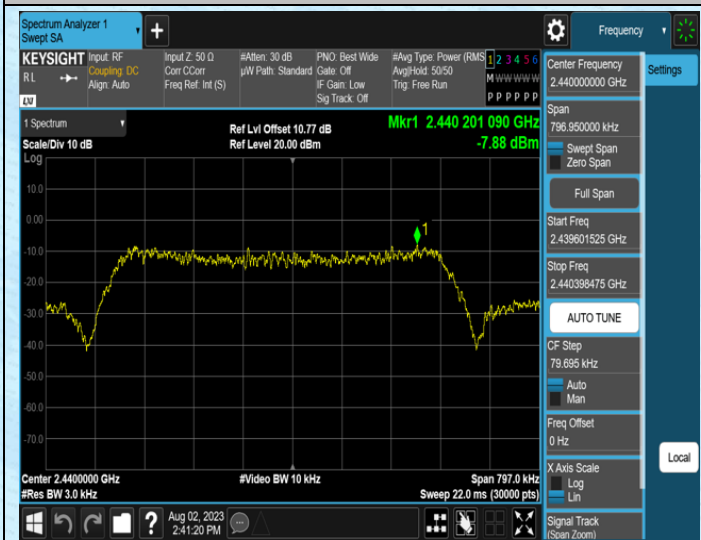 Spectrum Analyzer 1
Swept SA
+
Frequency
KEYSIGHT
RL
LXI
Input: RF
Coupling: DC
Align: Auto
Input Z: 50 Ω
Corr CCorr
Freq Ref: Int (S)
#Atten: 30 dB
µW Path: Standard
PNO: Best Wide
Gate: Off
IF Gain: Low
Sig Track: Off
#Avg Type: Power (RMS
Avg|Hold: 50/50
Trig: Free Run
1 2 3 4 5 6
M W W W W W
P P P P P P
1 Spectrum
Scale/Div 10 dB
Log
Ref Lvl Offset 10.77 dB
Ref Level 20.00 dBm
Mkr1 2.440 201 090 GHz
-7.88 dBm
1
10.0
0.00
-10.0
-20.0
-30.0
-40.0
-50.0
-60.0
-70.0
Center 2.4400000 GHz
#Res BW 3.0 kHz
#Video BW 10 kHz
Span 797.0 kHz
Sweep 22.0 ms (30000 pts)
?
Aug 02, 2023
2:41:20 PM
Center Frequency
2.440000000 GHz
Span
796.950000 kHz
Swept Span
Zero Span
Full Span
Start Freq
2.439601525 GHz
Stop Freq
2.440398475 GHz
AUTO TUNE
CF Step
79.695 kHz
Auto
Man
Freq Offset
0 Hz
X Axis Scale
Log
Lin
Signal Track
(Span Zoom)
Settings
Local